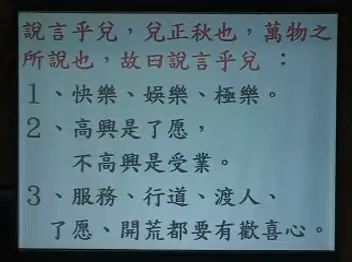 說言乎兌，兌正秋也，萬物之
所說也，故曰說言乎兌：
1、快樂、娛樂、極樂。
2、高興是了愿，
不高興是受業。
3、服務、行道、渡人、
了愿、開荒都要有歡喜心。